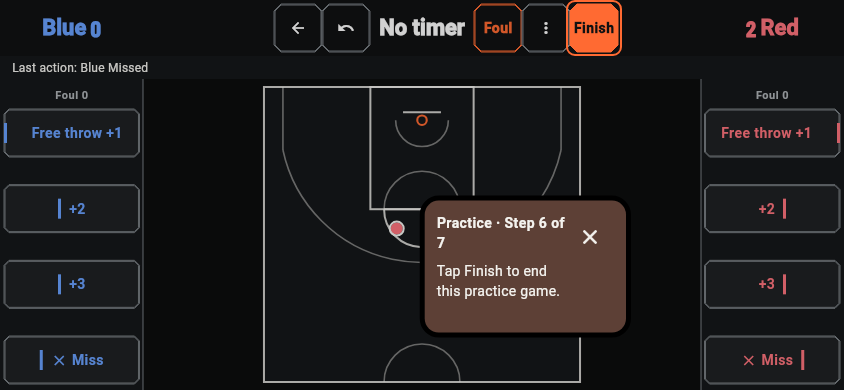 Blue 0
No timer
Foul
Finish
2 Red
Last action: Blue Missed
Foul 0
Free throw +1
+2
+3
Miss
Practice · Step 6 of
7
Tap Finish to end
this practice game.
Foul 0
Free throw +1
+2
+3
Miss